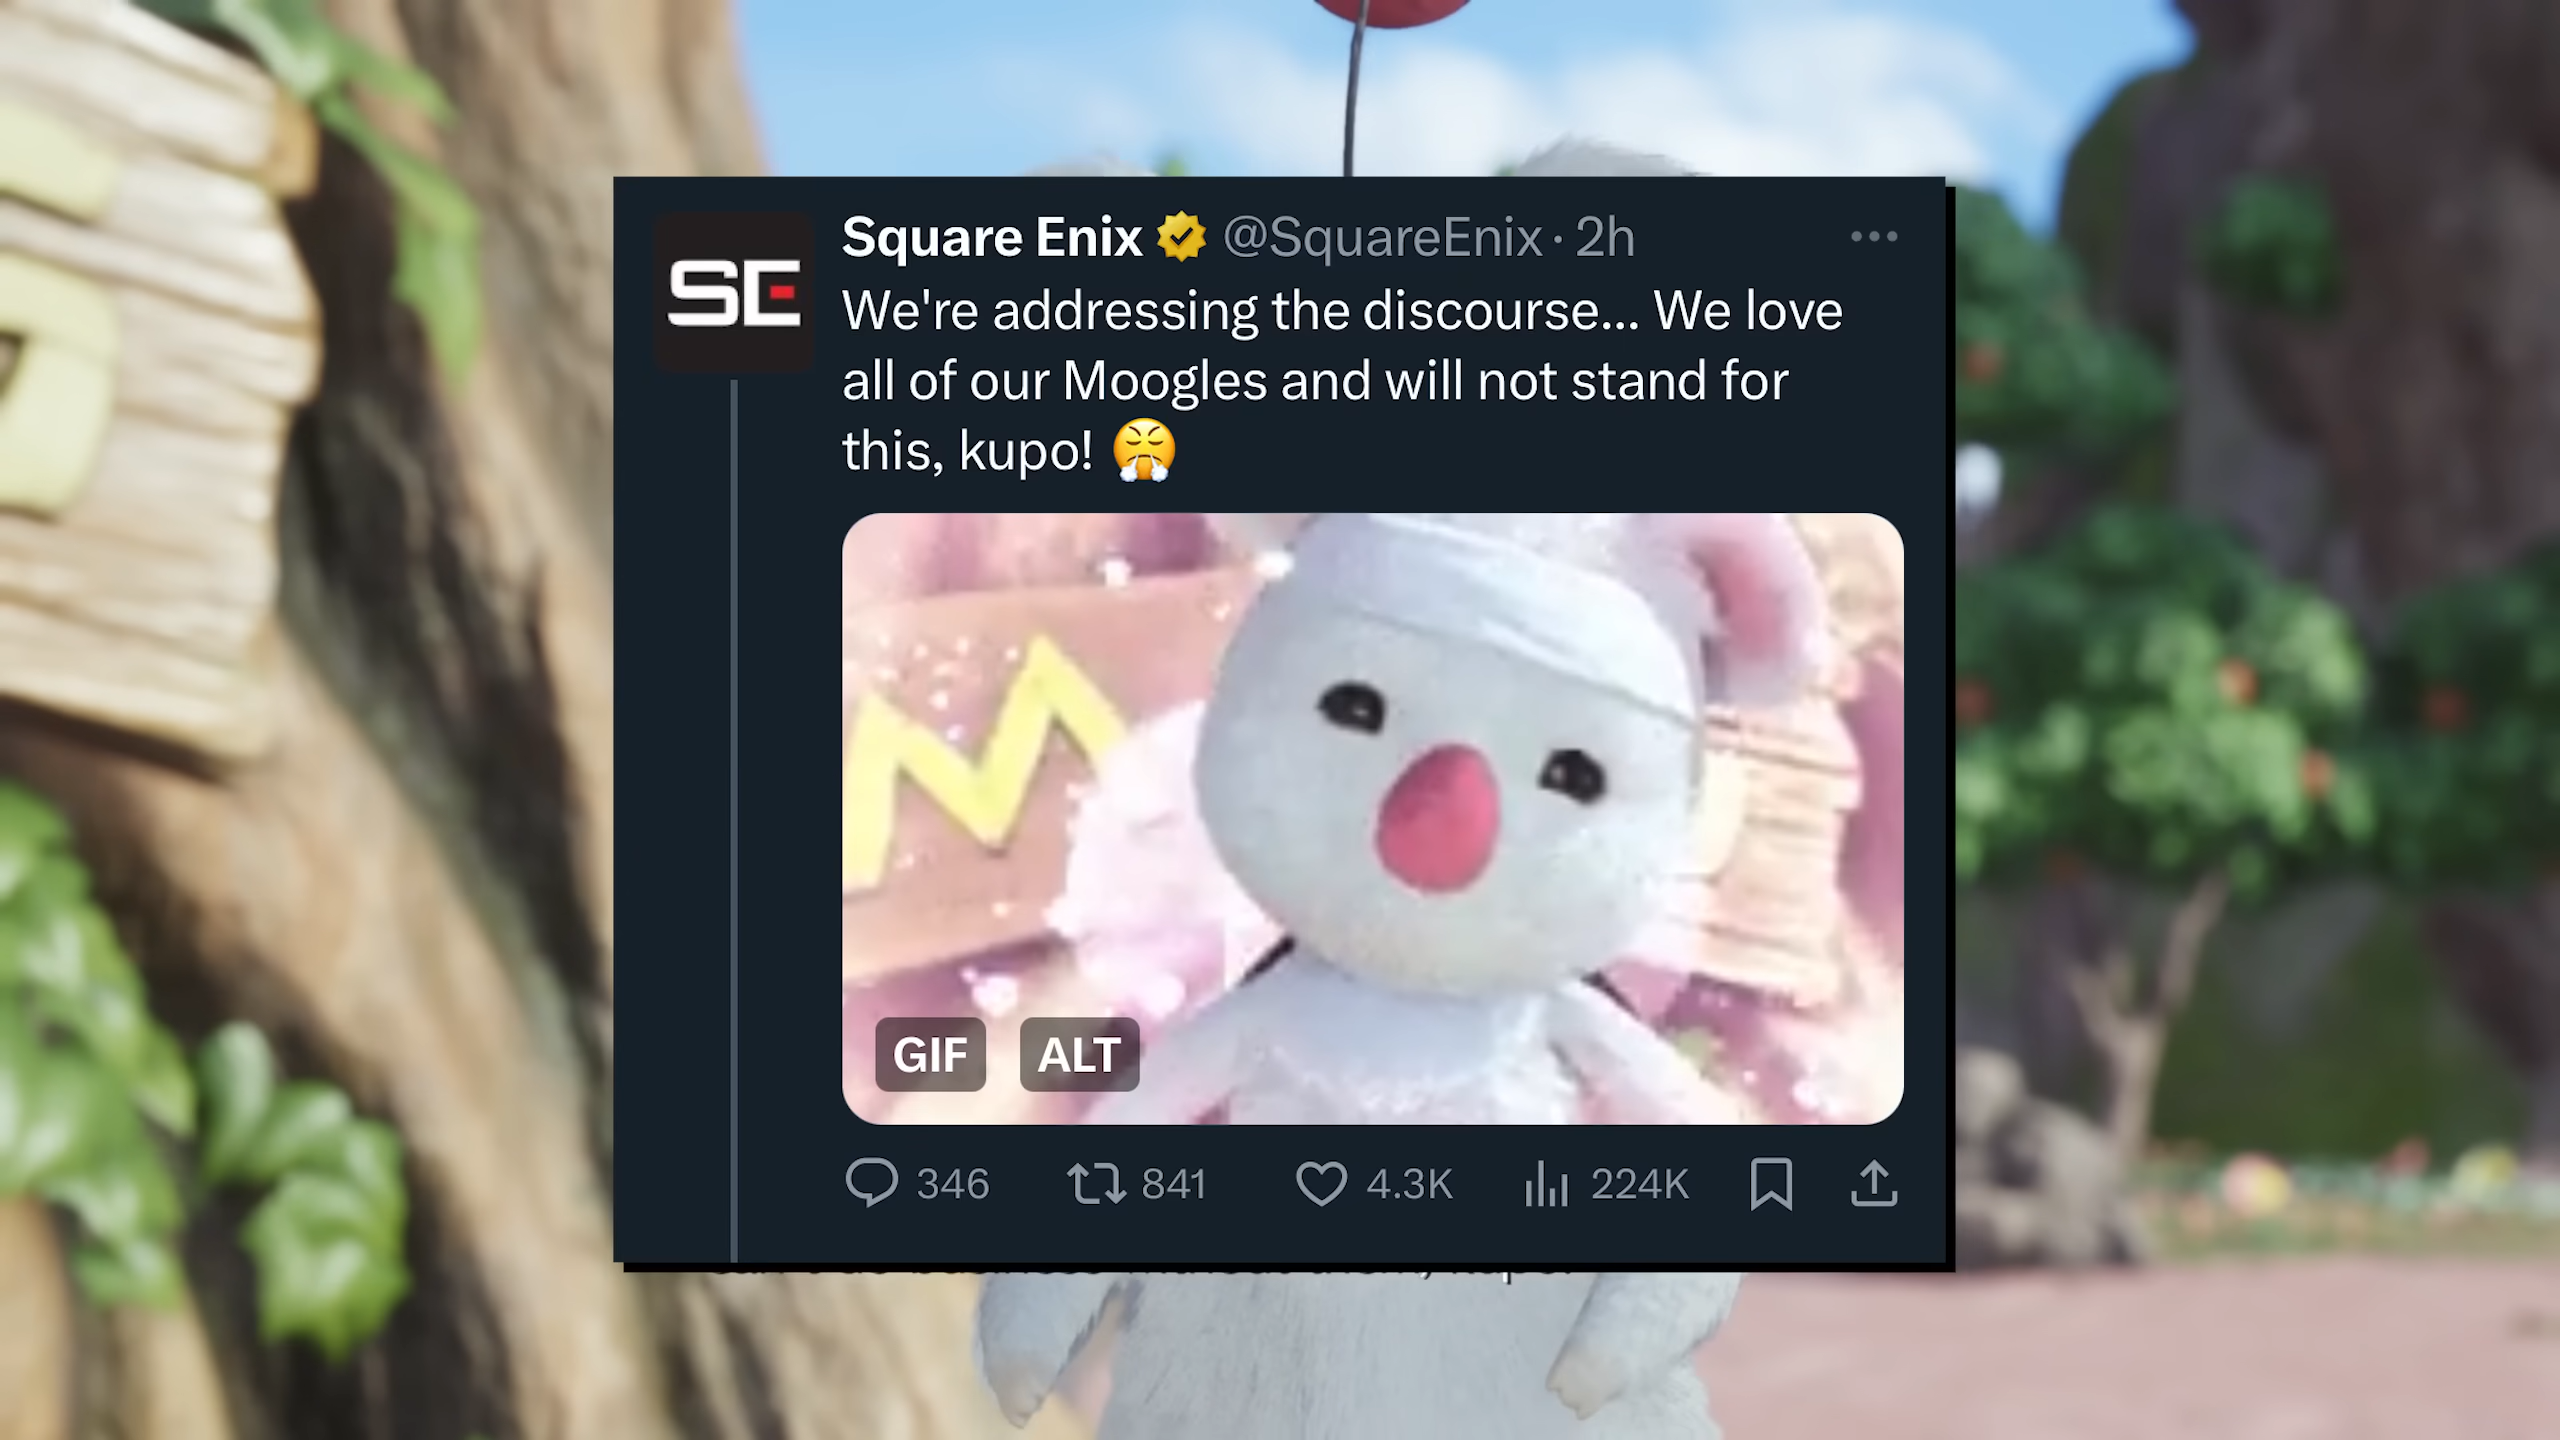 SE
Square Enix @SquareEnix · 2h
We're addressing the discourse... We love
all of our Moogles and will not stand for
this, kupo! 😤
M
GIF ALT
346 841 4.3K 224K